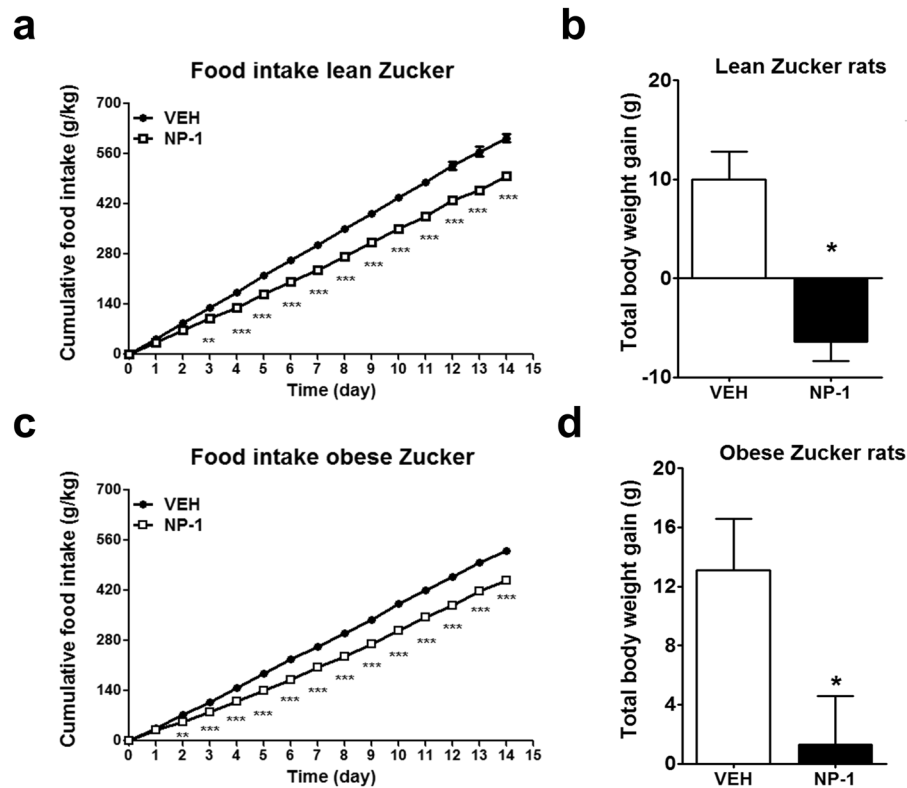 a
Food intake lean Zucker
Cumulative food intake (g/kg)
700
560
420
280
140
0
VEH
NP-1
** *** *** *** *** *** *** *** *** *** *** ***
0 1 2 3 4 5 6 7 8 9 10 11 12 13 14 15
Time (day)
b
Lean Zucker rats
Total body weight gain (g)
20
10
0
-10
*
VEH NP-1
c
Food intake obese Zucker
Cumulative food intake (g/kg)
700
560
420
280
140
0
VEH
NP-1
** *** *** *** *** *** *** *** *** *** *** *** ***
0 1 2 3 4 5 6 7 8 9 10 11 12 13 14 15
Time (day)
d
Obese Zucker rats
Total body weight gain (g)
20
16
12
8
4
0
*
VEH NP-1